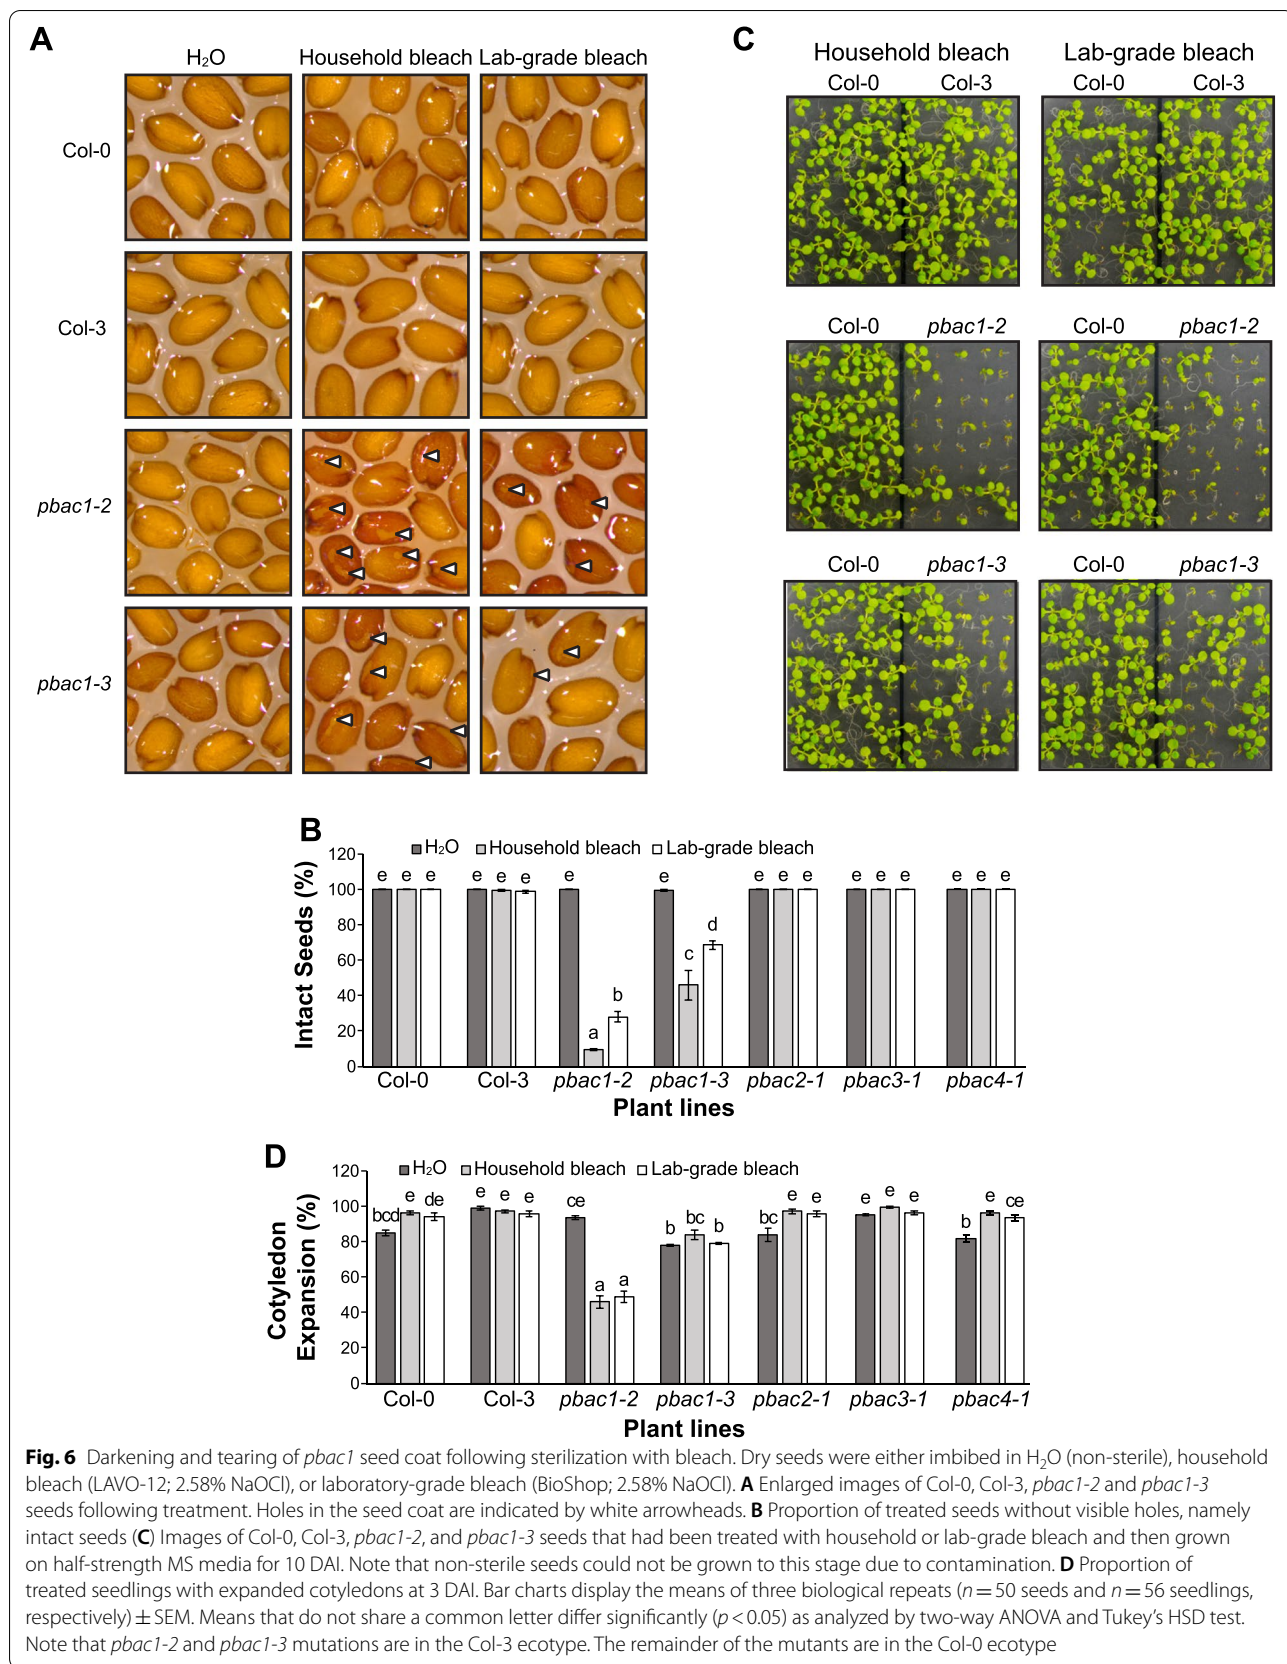 A
H₂O Household bleach Lab-grade bleach
Col-0
Col-3
pbac1-2
pbac1-3
C
Household bleach Lab-grade bleach
Col-0 Col-3 Col-0 Col-3
Col-0 pbac1-2 Col-0 pbac1-2
Col-0 pbac1-3 Col-0 pbac1-3
B
H₂O Household bleach Lab-grade bleach
Intact Seeds (%)
120
100
80
60
40
20
0
e e e e e e e a b e c d e e e e e e e e e
Col-0 Col-3 pbac1-2 pbac1-3 pbac2-1 pbac3-1 pbac4-1
Plant lines
D
H₂O Household bleach Lab-grade bleach
Cotyledon
Expansion (%)
120
100
80
60
40
20
0
bcd e de e e e ce a a b bc b bc e e e e e b e ce
Col-0 Col-3 pbac1-2 pbac1-3 pbac2-1 pbac3-1 pbac4-1
Plant lines
Fig. 6 Darkening and tearing of pbac1 seed coat following sterilization with bleach. Dry seeds were either imbibed in H₂O (non-sterile), household
bleach (LAVO-12; 2.58% NaOCl), or laboratory-grade bleach (BioShop; 2.58% NaOCl). A Enlarged images of Col-0, Col-3, pbac1-2 and pbac1-3
seeds following treatment. Holes in the seed coat are indicated by white arrowheads. B Proportion of treated seeds without visible holes, namely
intact seeds (C) Images of Col-0, Col-3, pbac1-2, and pbac1-3 seeds that had been treated with household or lab-grade bleach and then grown
on half-strength MS media for 10 DAI. Note that non-sterile seeds could not be grown to this stage due to contamination. D Proportion of
treated seedlings with expanded cotyledons at 3 DAI. Bar charts display the means of three biological repeats (n = 50 seeds and n = 56 seedlings,
respectively) ± SEM. Means that do not share a common letter differ significantly (p < 0.05) as analyzed by two-way ANOVA and Tukey's HSD test.
Note that pbac1-2 and pbac1-3 mutations are in the Col-3 ecotype. The remainder of the mutants are in the Col-0 ecotype